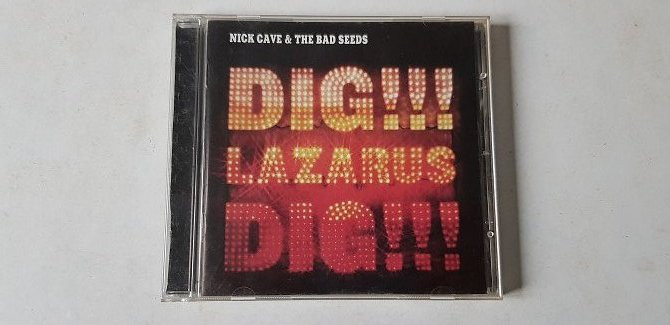 NICK CAVE & THE BAD SEEDS
DIG!!!
LAZARUS
DIG!!!